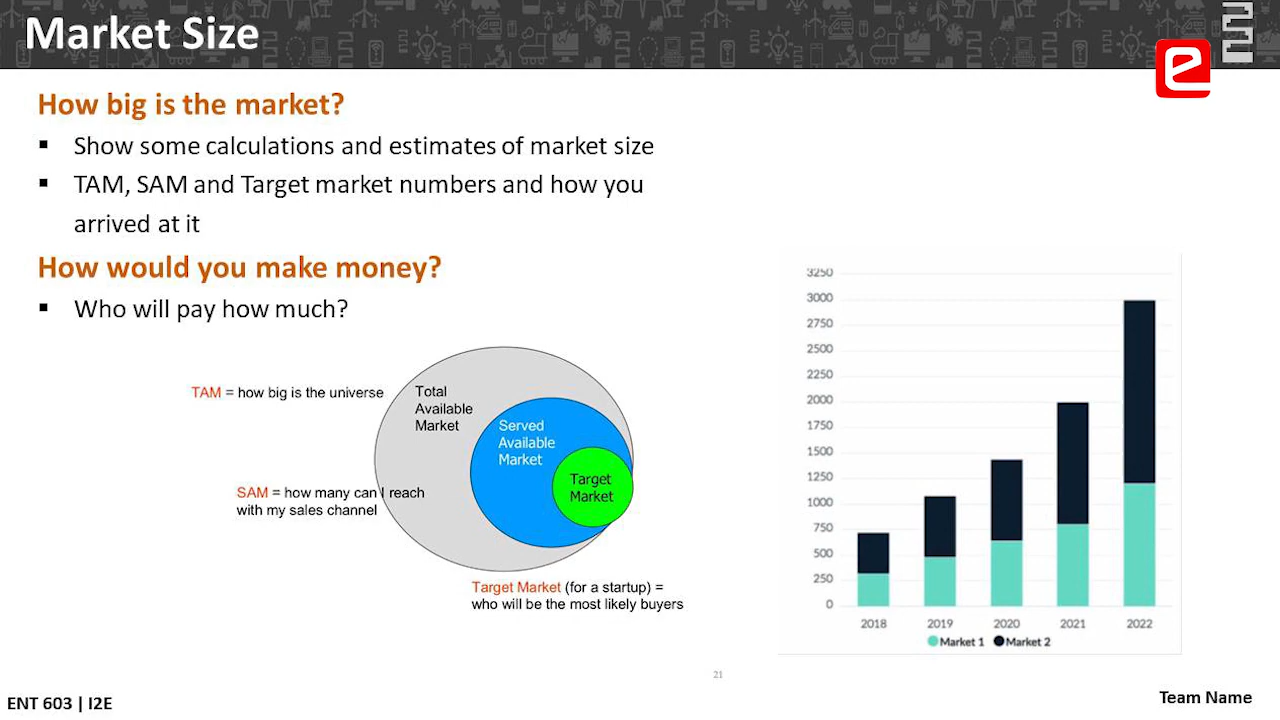 Market Size
How big is the market?
▪ Show some calculations and estimates of market size
▪ TAM, SAM and Target market numbers and how you
arrived at it
How would you make money?
▪ Who will pay how much?
TAM = how big is the universe
Total
Available
Market
Served
Available
Market
Target
Market
SAM = how many can I reach
with my sales channel
Target Market (for a startup) =
who will be the most likely buyers
3250
3000
2750
2500
2250
2000
1750
1500
1250
1000
750
500
250
0
2018 2019 2020 2021 2022
Market 1 Market 2
21
ENT 603 | I2E
Team Name
e